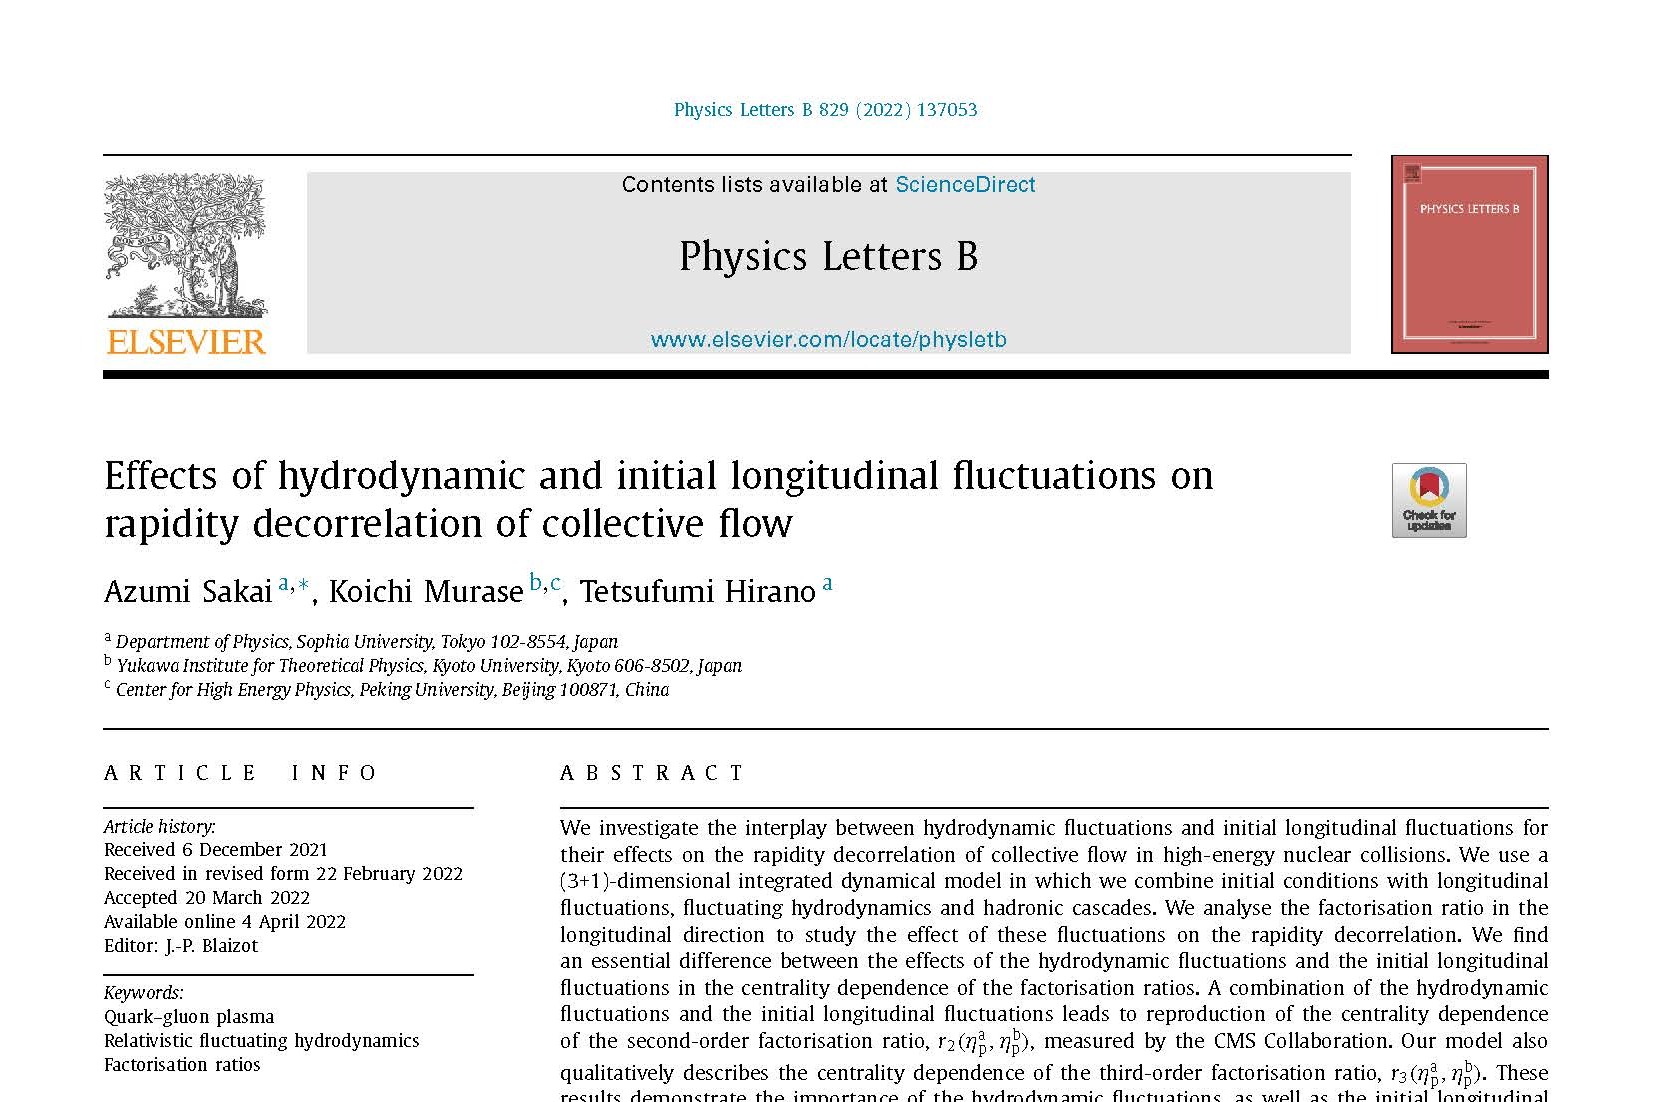 Physics Letters B 829 (2022) 137053
Contents lists available at ScienceDirect
Physics Letters B
www.elsevier.com/locate/physletb
ELSEVIER
PHYSICS LETTERS B
Effects of hydrodynamic and initial longitudinal fluctuations on
rapidity decorrelation of collective flow
Check for
updates
Azumi Sakai a,*, Koichi Murase b,c, Tetsufumi Hirano a
a Department of Physics, Sophia University, Tokyo 102-8554, Japan
b Yukawa Institute for Theoretical Physics, Kyoto University, Kyoto 606-8502, Japan
c Center for High Energy Physics, Peking University, Beijing 100871, China
ARTICLE INFO
Article history:
Received 6 December 2021
Received in revised form 22 February 2022
Accepted 20 March 2022
Available online 4 April 2022
Editor: J.-P. Blaizot
Keywords:
Quark–gluon plasma
Relativistic fluctuating hydrodynamics
Factorisation ratios
ABSTRACT
We investigate the interplay between hydrodynamic fluctuations and initial longitudinal fluctuations for
their effects on the rapidity decorrelation of collective flow in high-energy nuclear collisions. We use a
(3+1)-dimensional integrated dynamical model in which we combine initial conditions with longitudinal
fluctuations, fluctuating hydrodynamics and hadronic cascades. We analyse the factorisation ratio in the
longitudinal direction to study the effect of these fluctuations on the rapidity decorrelation. We find
an essential difference between the effects of the hydrodynamic fluctuations and the initial longitudinal
fluctuations in the centrality dependence of the factorisation ratios. A combination of the hydrodynamic
fluctuations and the initial longitudinal fluctuations leads to reproduction of the centrality dependence
of the second-order factorisation ratio, r₂(η_p^a, η_p^b), measured by the CMS Collaboration. Our model also
qualitatively describes the centrality dependence of the third-order factorisation ratio, r₃(η_p^a, η_p^b). These
results demonstrate the importance of the hydrodynamic fluctuations, as well as the initial longitudinal